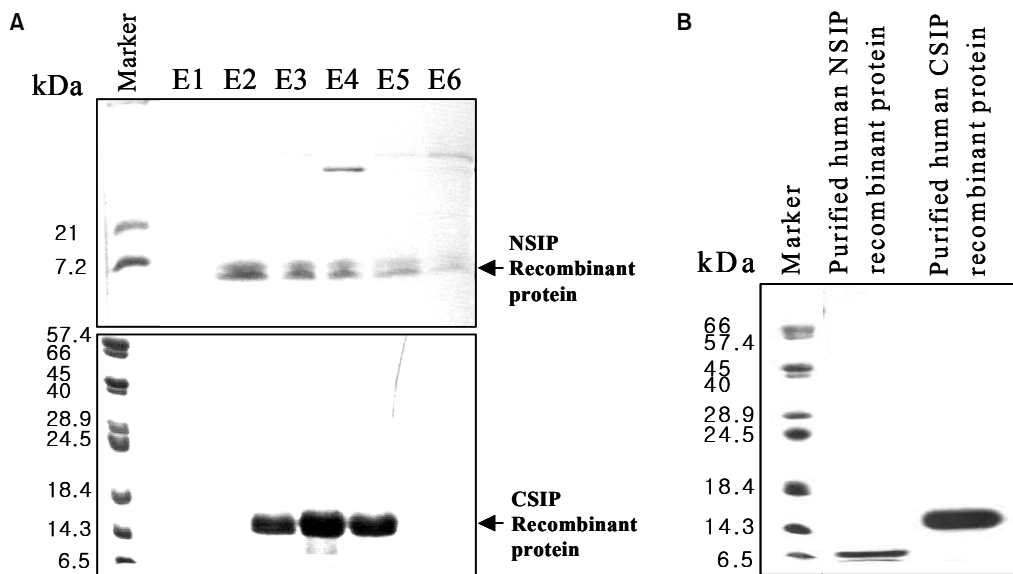 A
kDa
Marker
E1 E2 E3 E4 E5 E6
21
7.2
NSIP
Recombinant
protein
57.4
66
45
40
28.9
24.5
18.4
14.3
6.5
CSIP
Recombinant
protein
B
kDa
Marker
Purified human NSIP
recombinant protein
Purified human CSIP
recombinant protein
66
57.4
45
40
28.9
24.5
18.4
14.3
6.5